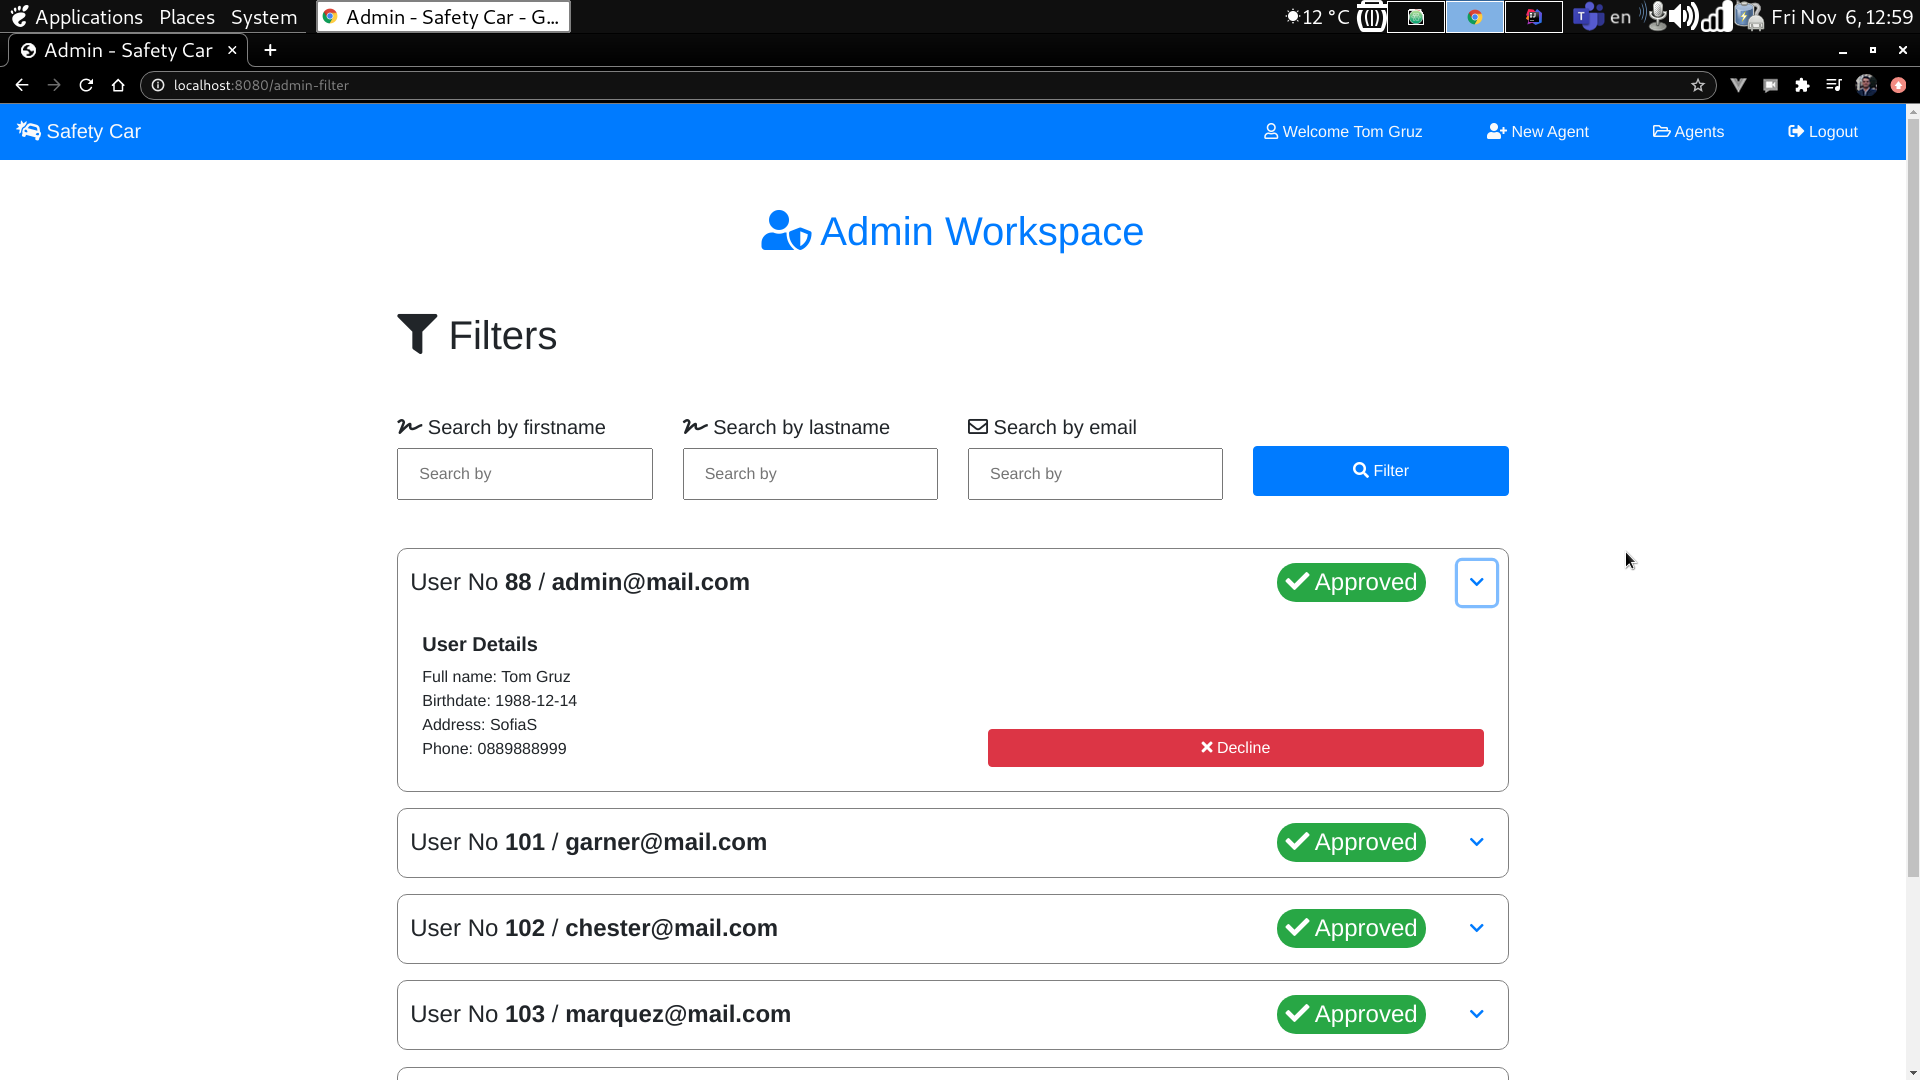 Applications Places System Admin - Safety Car - G... 12 °C en Fri Nov 6, 12:59
Admin - Safety Car
localhost:8080/admin-filter
Safety Car Welcome Tom Gruz New Agent Agents Logout
Admin Workspace
Filters
Search by firstname Search by lastname Search by email
Search by Search by Search by Filter
User No 88 / admin@mail.com Approved
User Details
Full name: Tom Gruz
Birthdate: 1988-12-14
Address: SofiaS
Phone: 0889888999
Decline
User No 101 / garner@mail.com Approved
User No 102 / chester@mail.com Approved
User No 103 / marquez@mail.com Approved